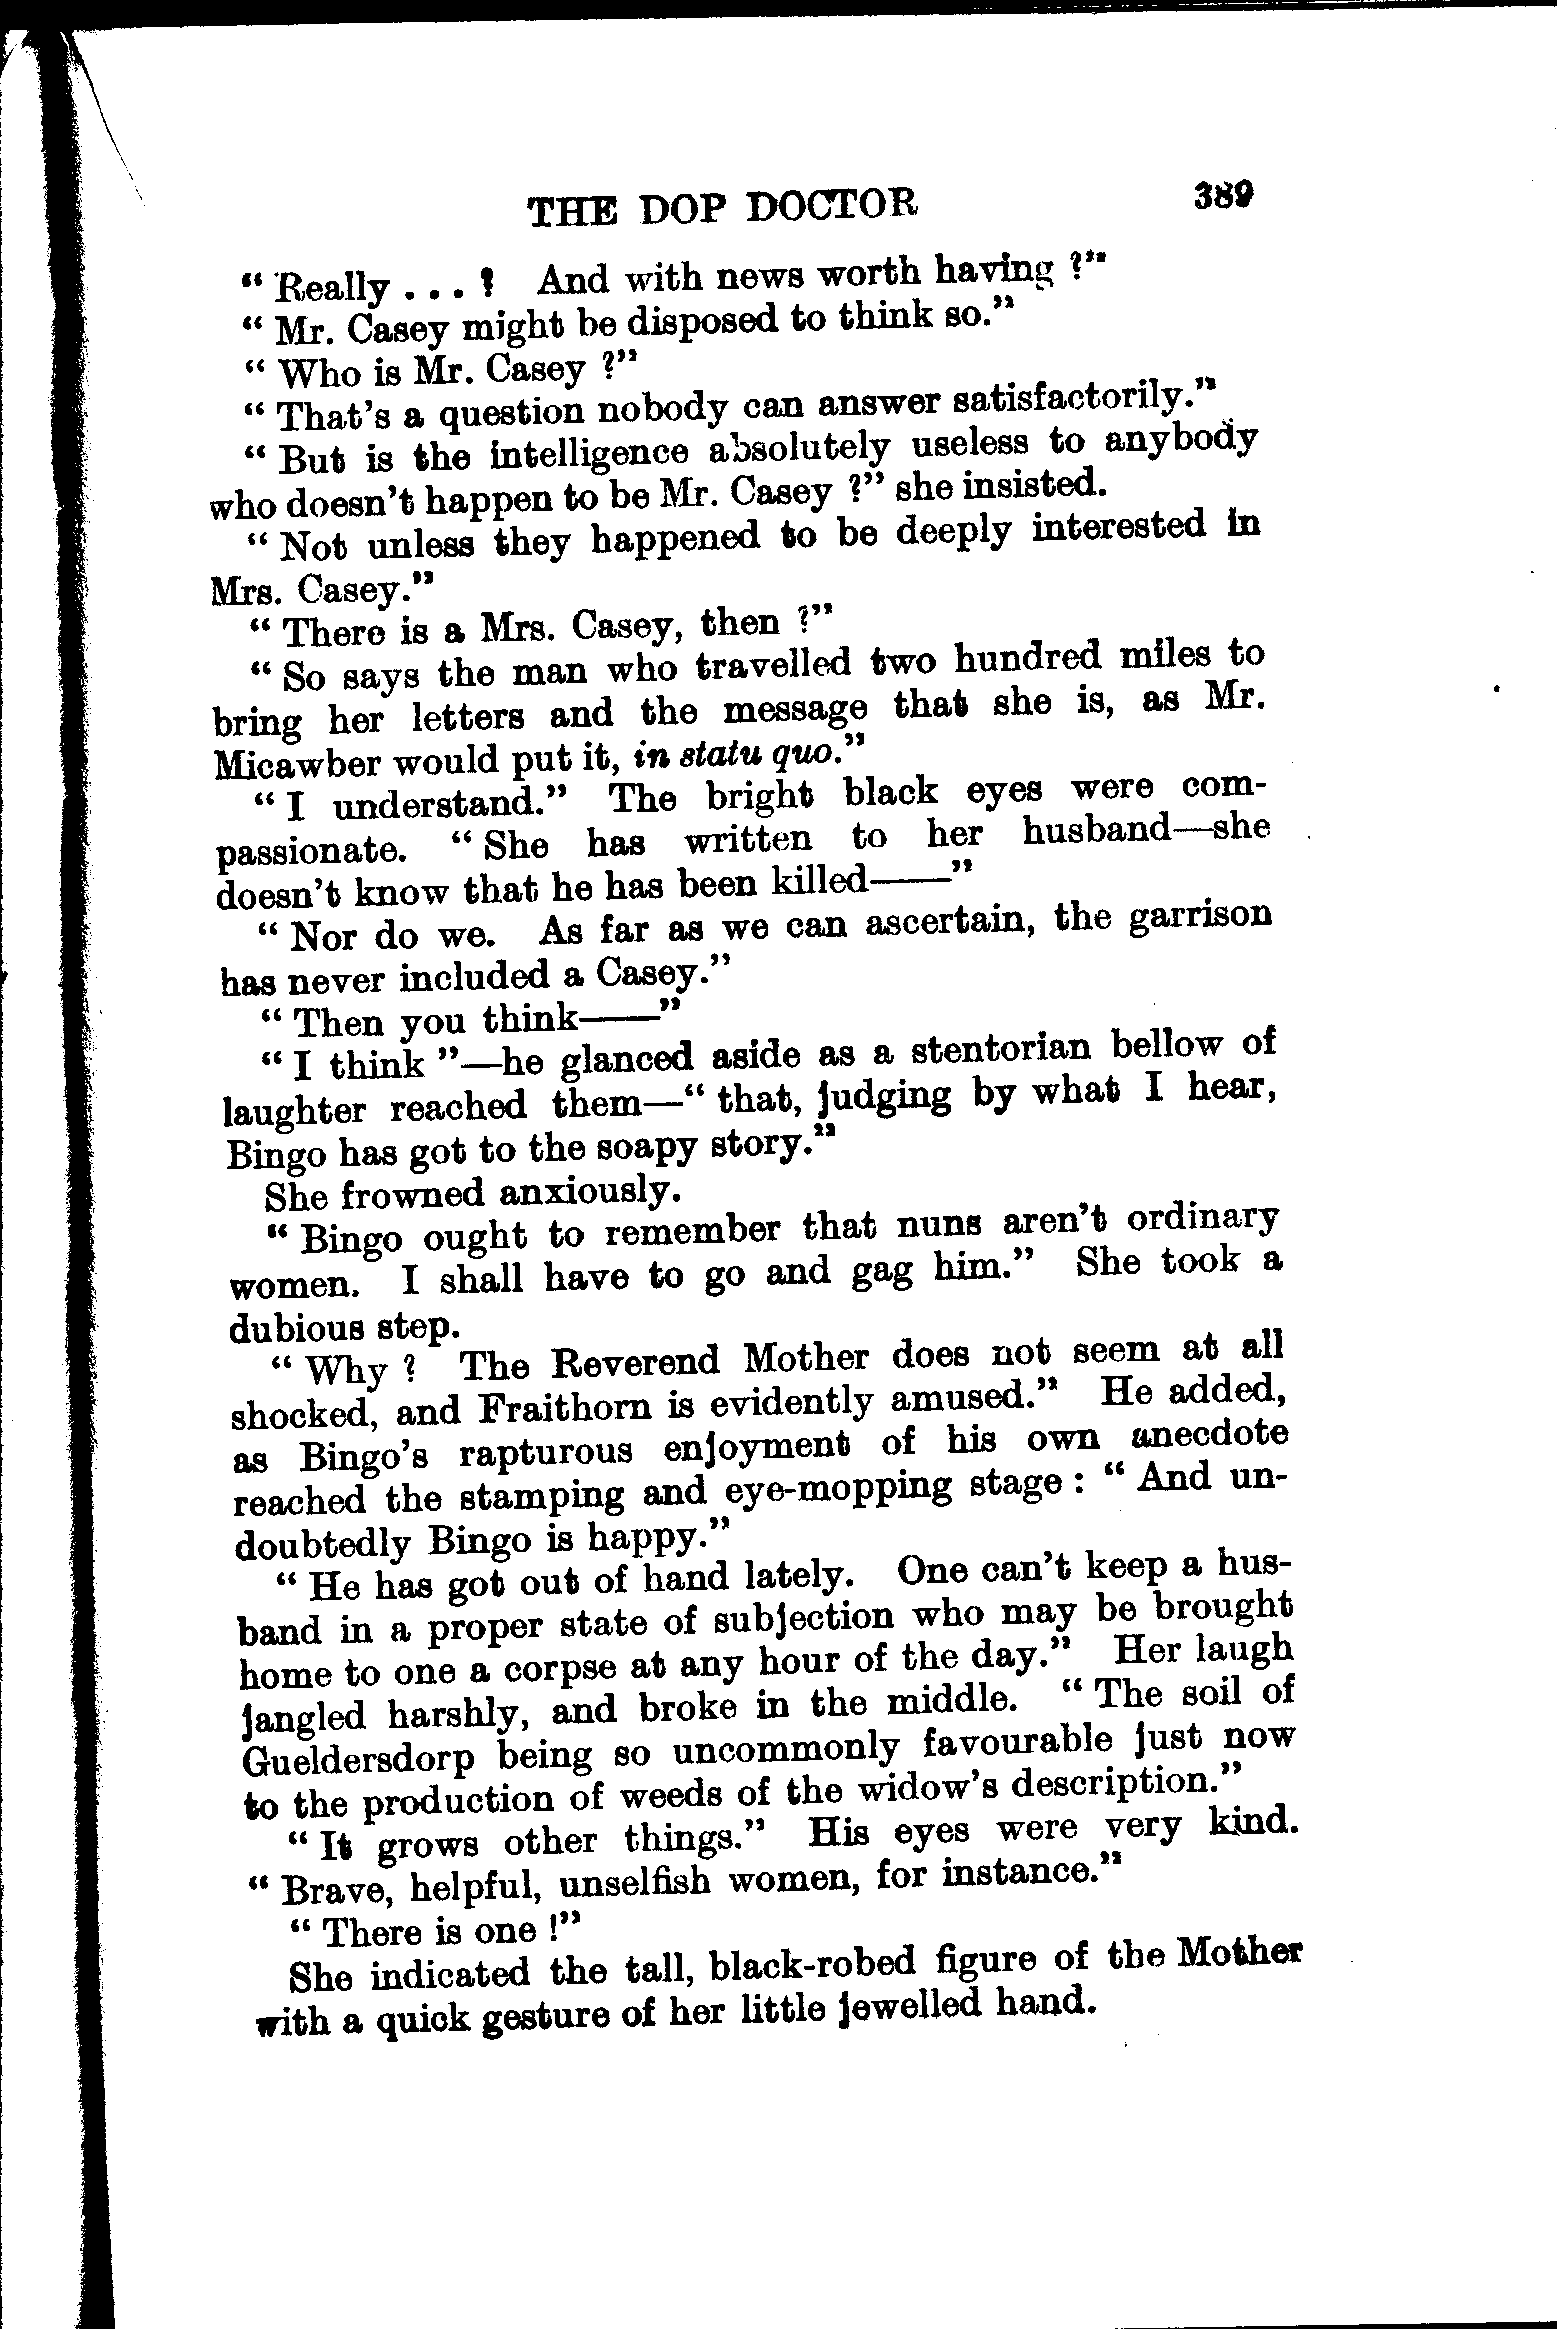 THE DOP DOCTOR 389
“ Really . . . ? And with news worth having ?”
“ Mr. Casey might be disposed to think so.”
“ Who is Mr. Casey ?”
“ That’s a question nobody can answer satisfactorily.”
“ But is the intelligence absolutely useless to anybody
who doesn’t happen to be Mr. Casey ?” she insisted.
“ Not unless they happened to be deeply interested in
Mrs. Casey.”
“ There is a Mrs. Casey, then ?”
“ So says the man who travelled two hundred miles to
bring her letters and the message that she is, as Mr.
Micawber would put it, in statu quo.”
“ I understand.” The bright black eyes were com-
passionate. “ She has written to her husband—she
doesn’t know that he has been killed——”
“ Nor do we. As far as we can ascertain, the garrison
has never included a Casey.”
“ Then you think——”
“ I think ”—he glanced aside as a stentorian bellow of
laughter reached them—“ that, judging by what I hear,
Bingo has got to the soapy story.”
She frowned anxiously.
“ Bingo ought to remember that nuns aren’t ordinary
women. I shall have to go and gag him.” She took a
dubious step.
“ Why ? The Reverend Mother does not seem at all
shocked, and Fraithorn is evidently amused.” He added,
as Bingo’s rapturous enjoyment of his own anecdote
reached the stamping and eye-mopping stage : “ And un-
doubtedly Bingo is happy.”
“ He has got out of hand lately. One can’t keep a hus-
band in a proper state of subjection who may be brought
home to one a corpse at any hour of the day.” Her laugh
jangled harshly, and broke in the middle. “ The soil of
Gueldersdorp being so uncommonly favourable just now
to the production of weeds of the widow’s description.”
“ It grows other things.” His eyes were very kind.
“ Brave, helpful, unselfish women, for instance.”
“ There is one !”
She indicated the tall, black-robed figure of the Mother
with a quick gesture of her little jewelled hand.